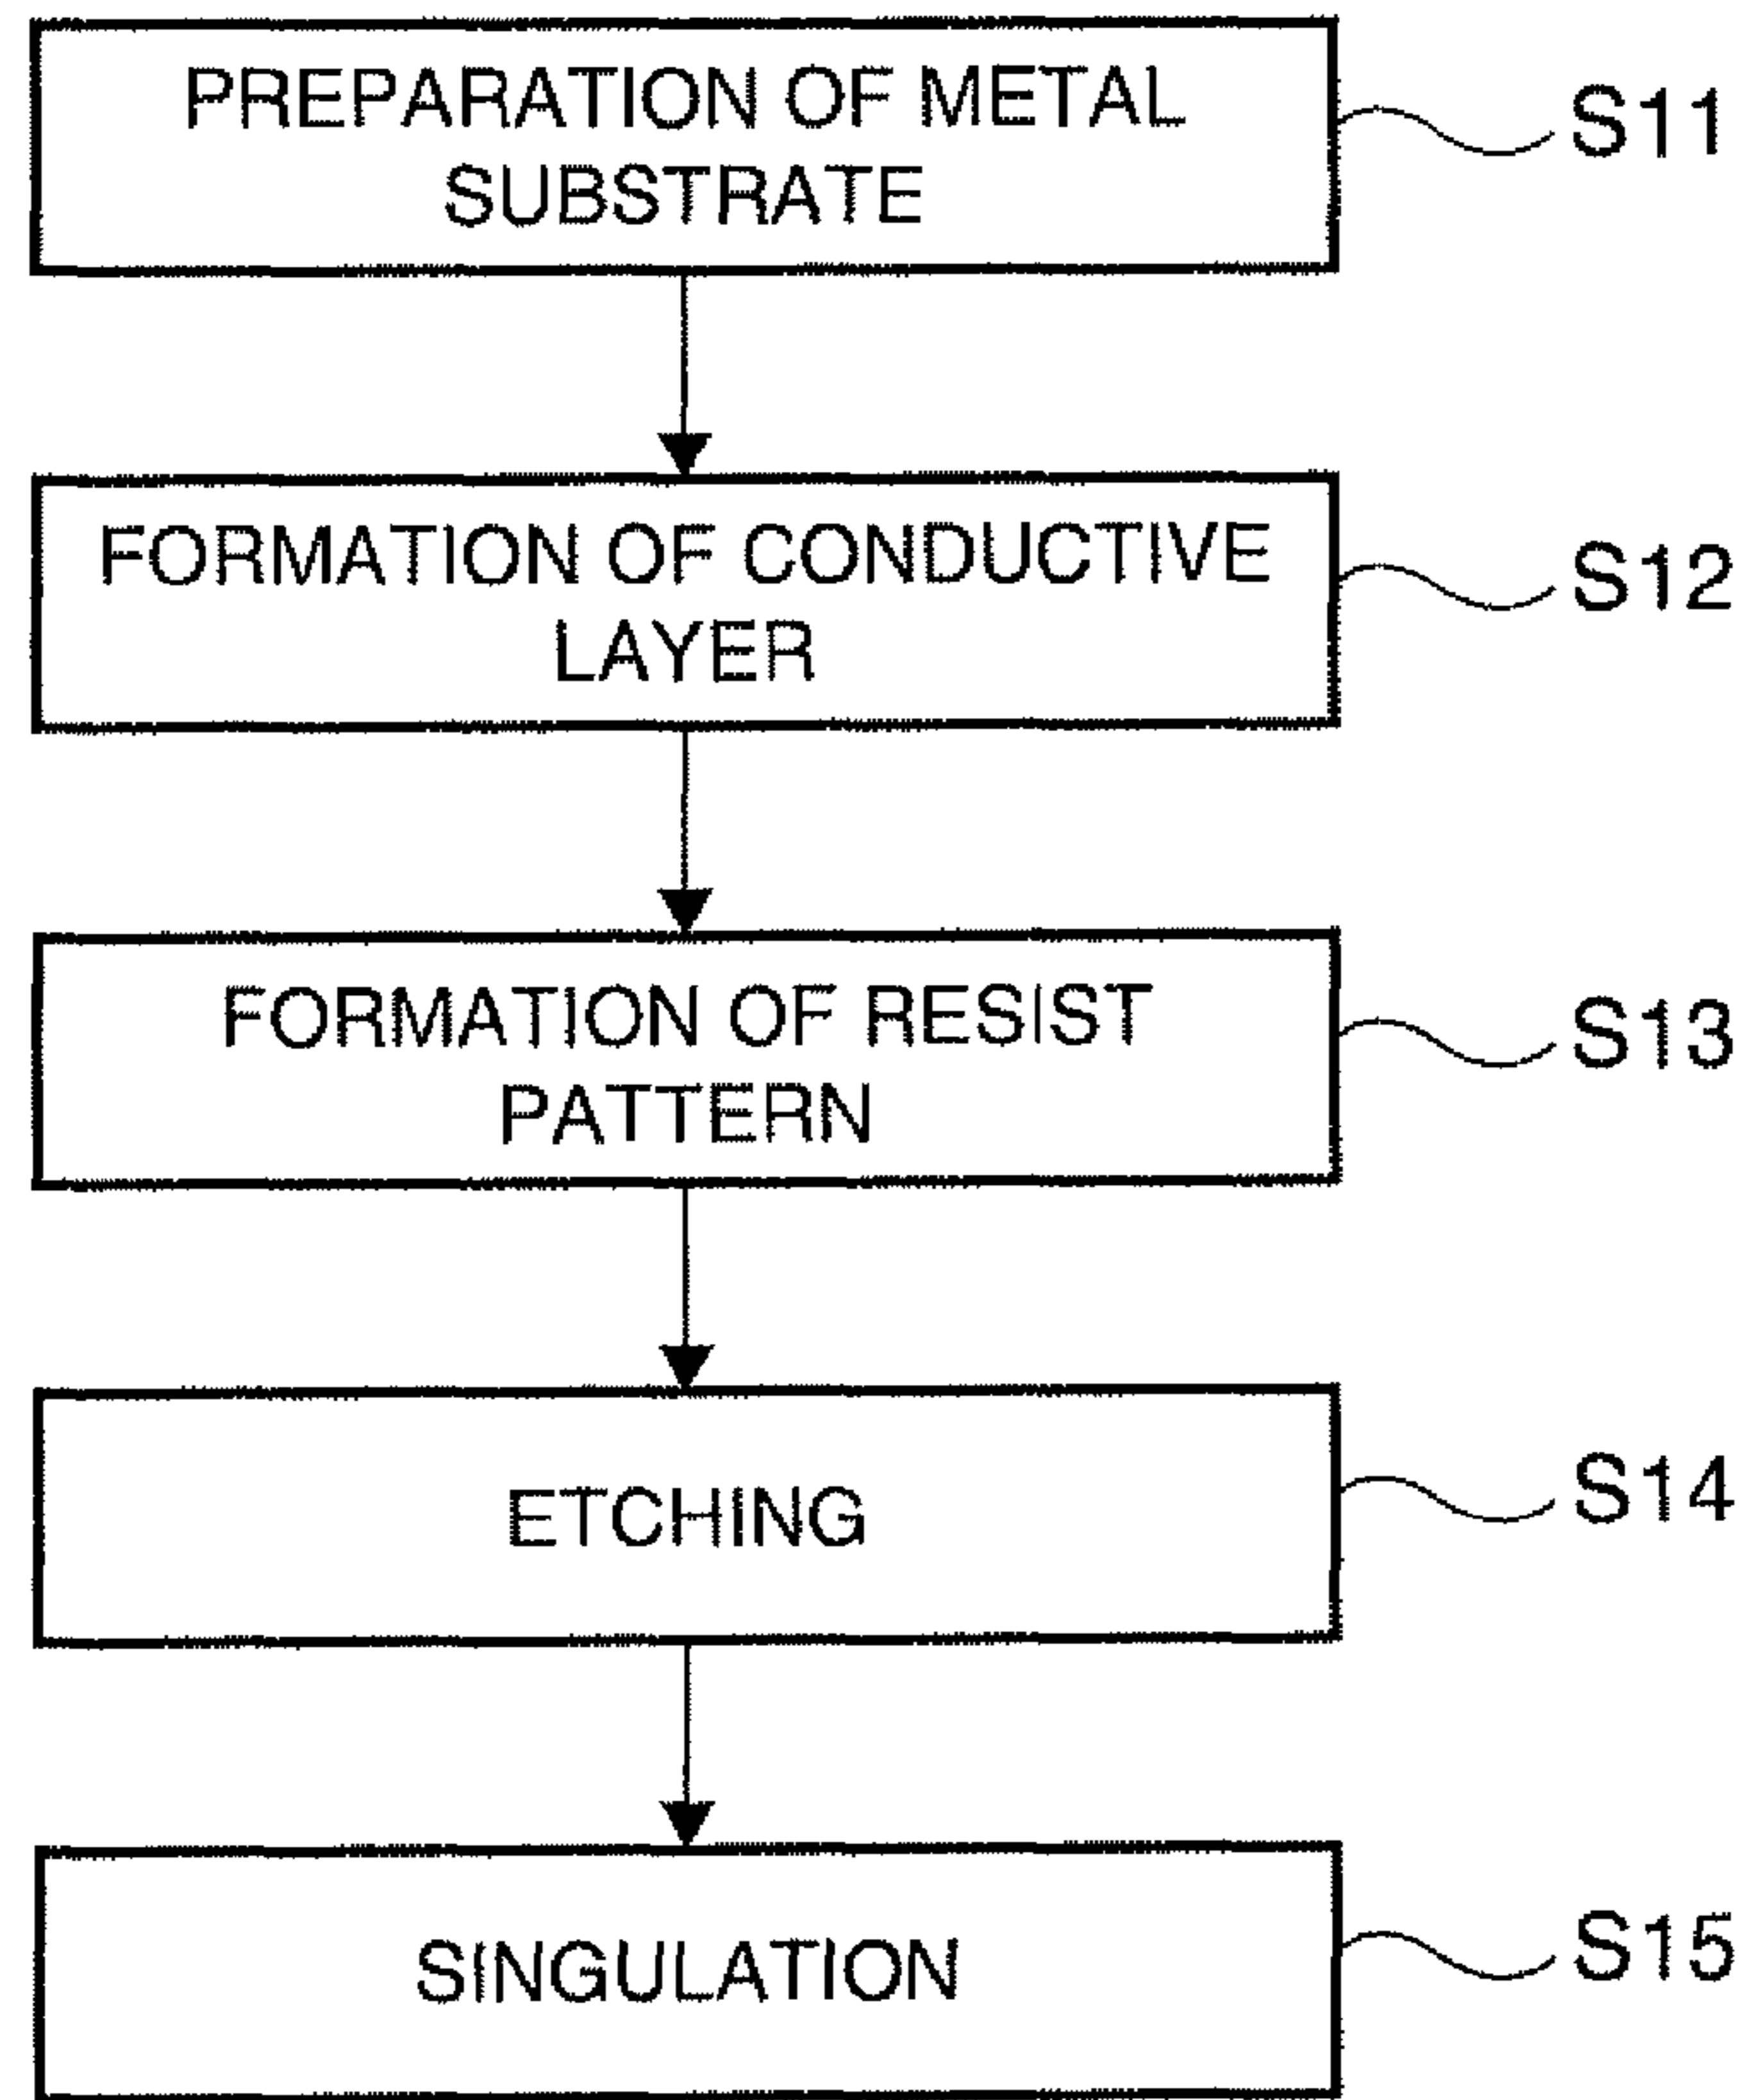 PREPARATION OF METAL
SUBSTRATE
S11
FORMATION OF CONDUCTIVE
LAYER
S12
FORMATION OF RESIST
PATTERN
S13
ETCHING
S14
SINGULATION
S15